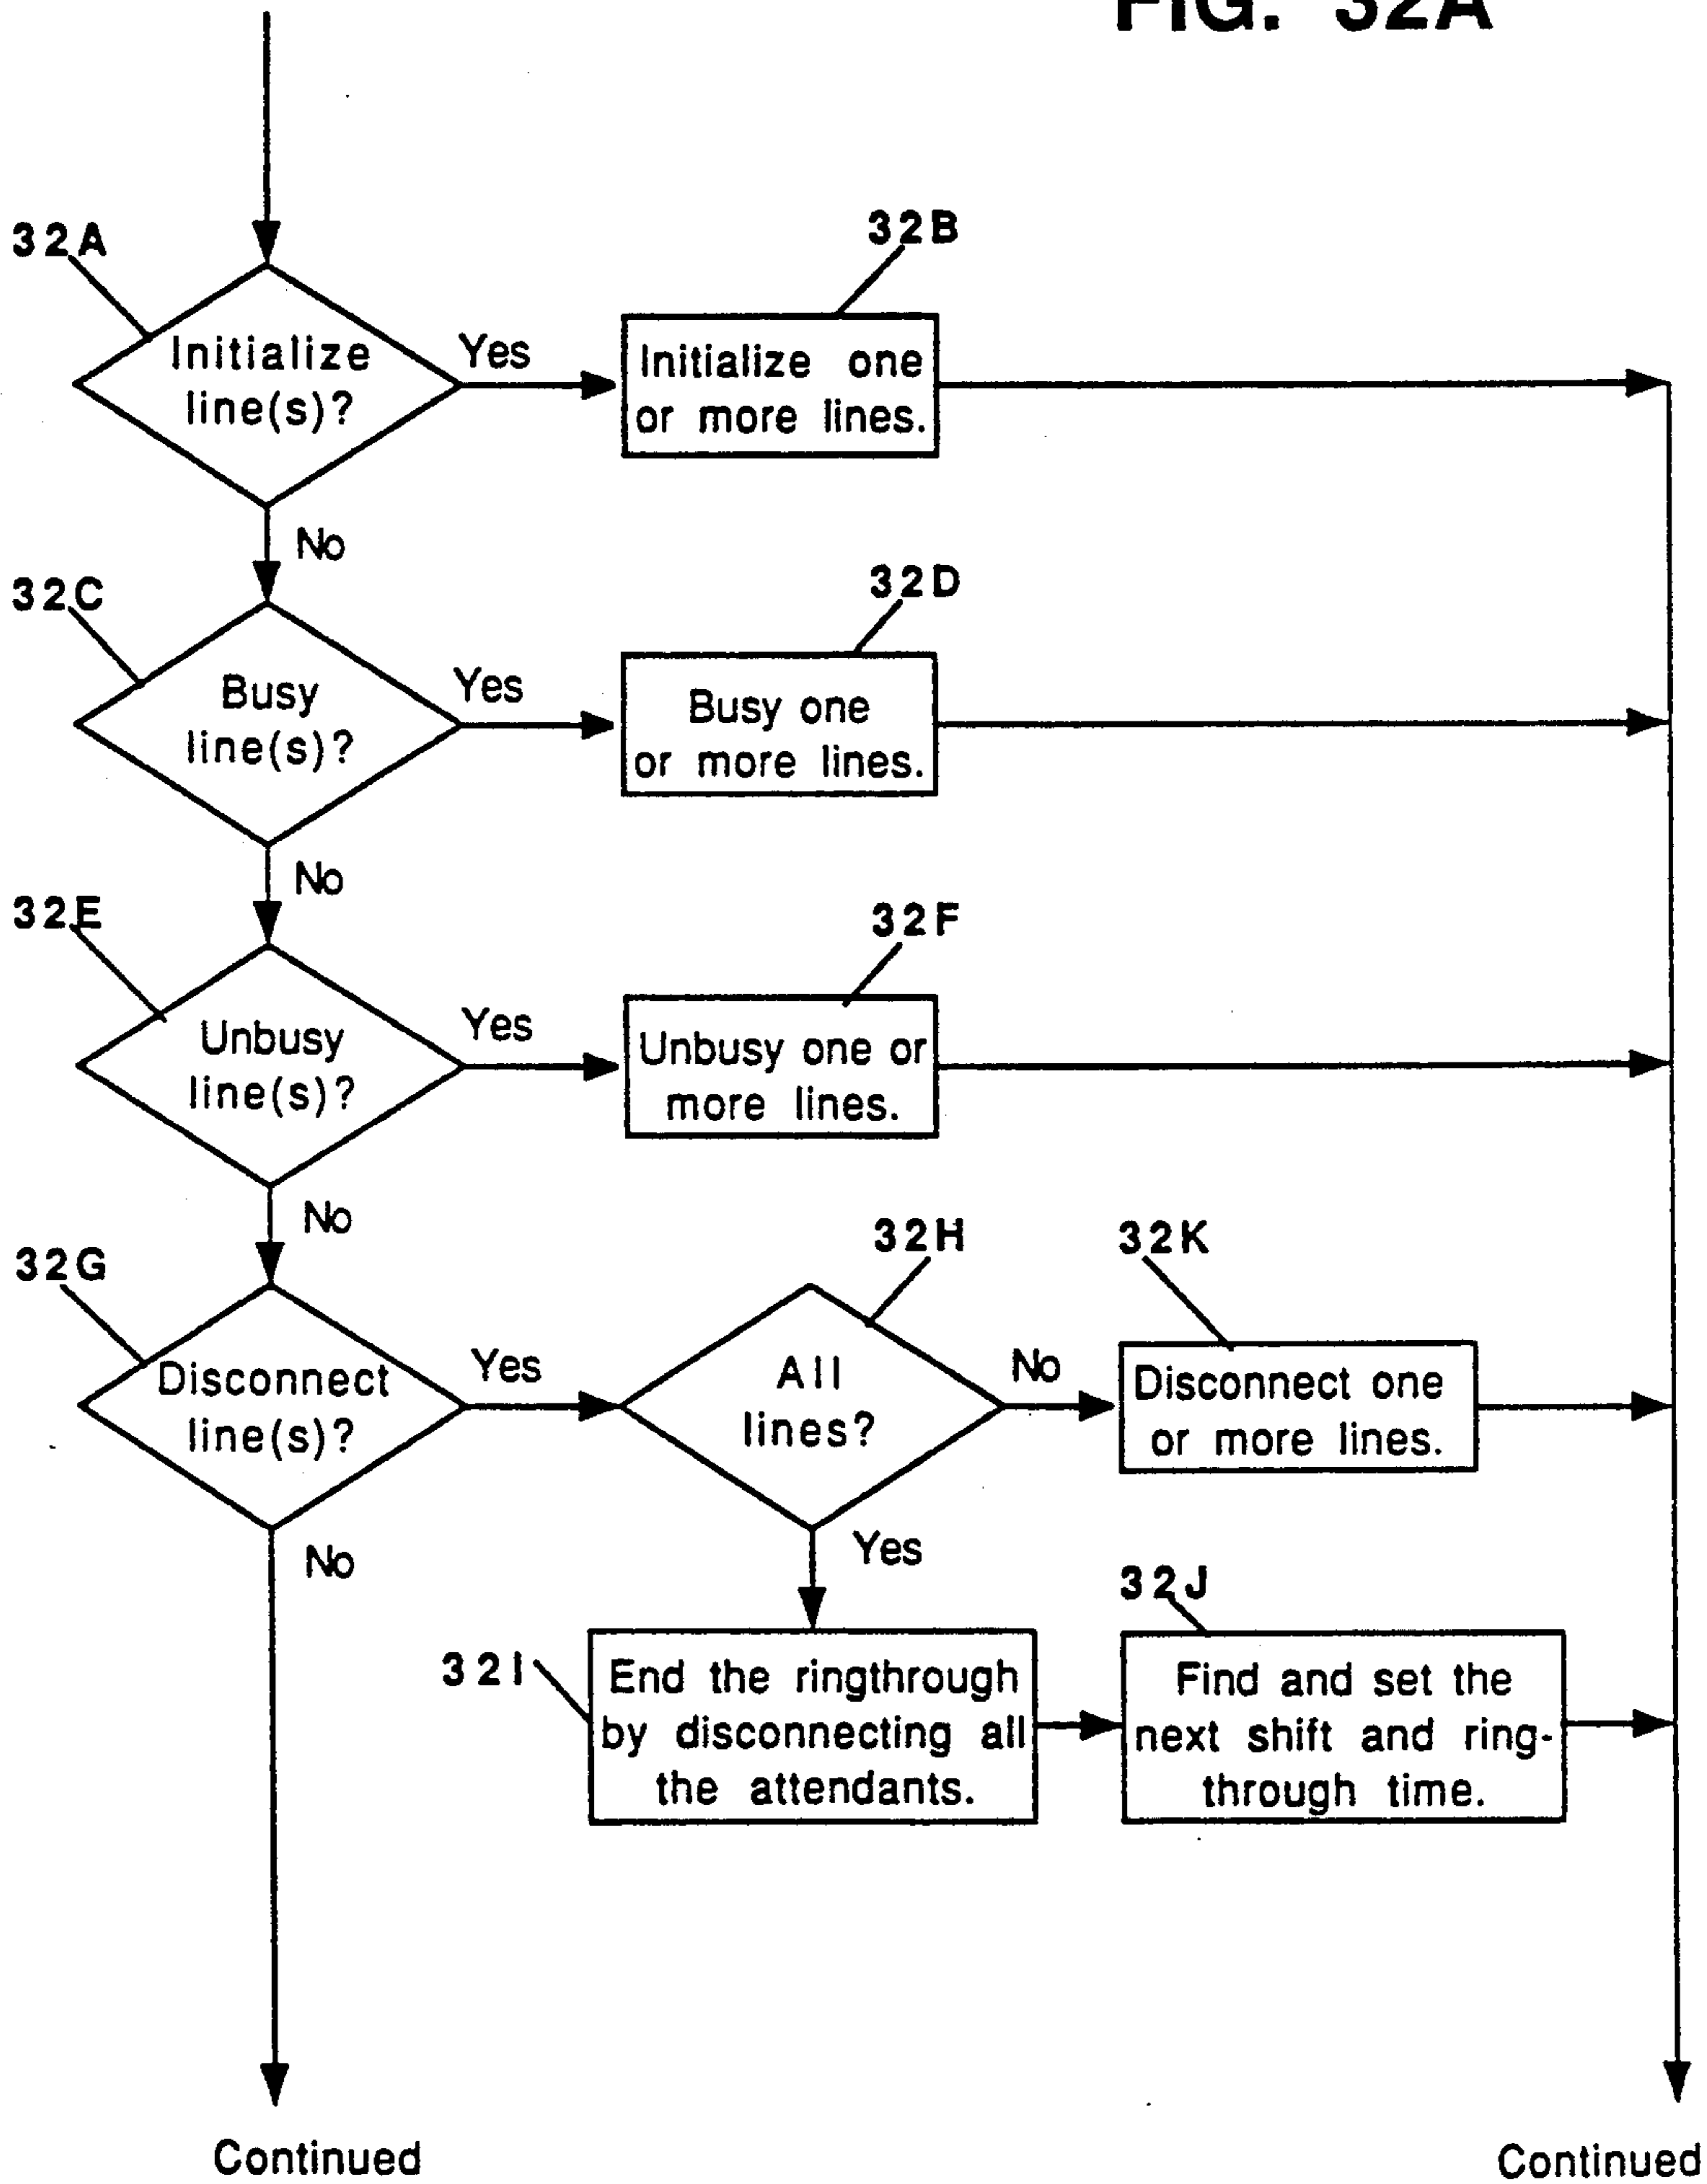 FIG. 32A
32A
Initialize
line(s)?
Yes
32B
Initialize one
or more lines.
No
32C
Busy
line(s)?
Yes
32D
Busy one
or more lines.
No
32E
Unbusy
line(s)?
Yes
32F
Unbusy one or
more lines.
No
32G
Disconnect
line(s)?
Yes
32H
All
lines?
No
32K
Disconnect one
or more lines.
No
Yes
32I
End the ringthrough
by disconnecting all
the attendants.
32J
Find and set the
next shift and ring-
through time.
Continued
Continued